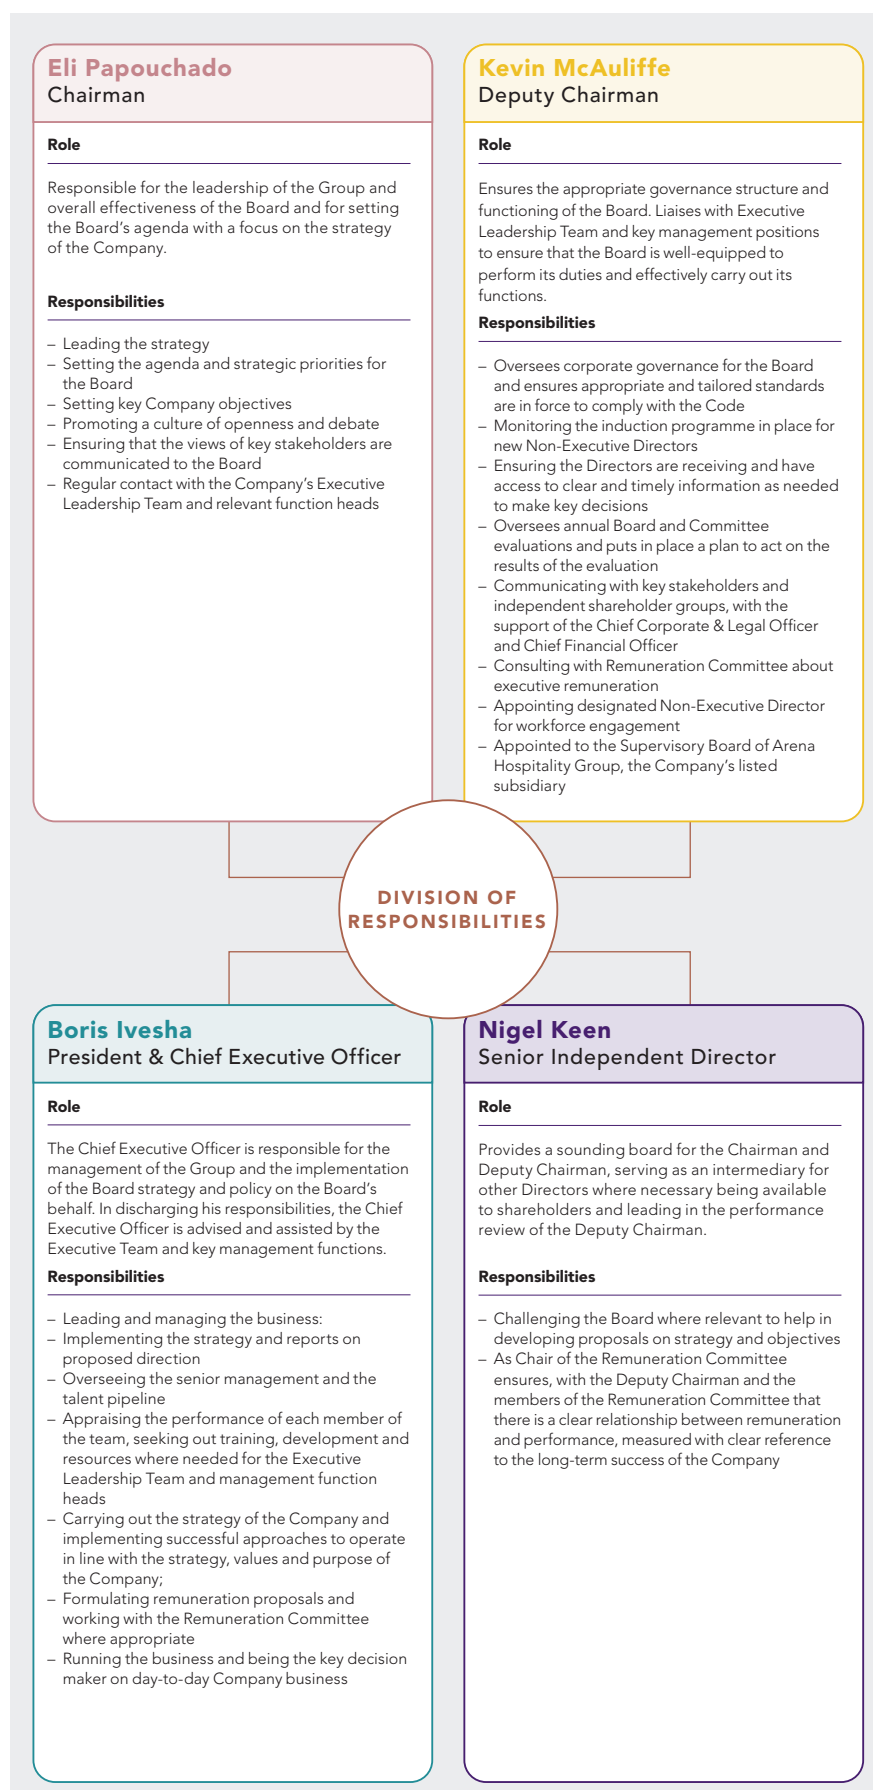 Eli Papouchado
Chairman
Role
Responsible for the leadership of the Group and
overall effectiveness of the Board and for setting
the Board’s agenda with a focus on the strategy
of the Company.
Responsibilities
– Leading the strategy
– Setting the agenda and strategic priorities for
the Board
– Setting key Company objectives
– Promoting a culture of openness and debate
– Ensuring that the views of key stakeholders are
communicated to the Board
– Regular contact with the Company’s Executive
Leadership Team and relevant function heads
Kevin McAuliffe
Deputy Chairman
Role
Ensures the appropriate governance structure and
functioning of the Board. Liaises with Executive
Leadership Team and key management positions
to ensure that the Board is well-equipped to
perform its duties and effectively carry out its
functions.
Responsibilities
– Oversees corporate governance for the Board
and ensures appropriate and tailored standards
are in force to comply with the Code
– Monitoring the induction programme in place for
new Non-Executive Directors
– Ensuring the Directors are receiving and have
access to clear and timely information as needed
to make key decisions
– Oversees annual Board and Committee
evaluations and puts in place a plan to act on the
results of the evaluation
– Communicating with key stakeholders and
independent shareholder groups, with the
support of the Chief Corporate & Legal Officer
and Chief Financial Officer
– Consulting with Remuneration Committee about
executive remuneration
– Appointing designated Non-Executive Director
for workforce engagement
– Appointed to the Supervisory Board of Arena
Hospitality Group, the Company’s listed
subsidiary
DIVISION OF
RESPONSIBILITIES
Boris Ivesha
President & Chief Executive Officer
Role
The Chief Executive Officer is responsible for the
management of the Group and the implementation
of the Board strategy and policy on the Board’s
behalf. In discharging his responsibilities, the Chief
Executive Officer is advised and assisted by the
Executive Team and key management functions.
Responsibilities
– Leading and managing the business:
– Implementing the strategy and reports on
proposed direction
– Overseeing the senior management and the
talent pipeline
– Appraising the performance of each member of
the team, seeking out training, development and
resources where needed for the Executive
Leadership Team and management function
heads
– Carrying out the strategy of the Company and
implementing successful approaches to operate
in line with the strategy, values and purpose of
the Company;
– Formulating remuneration proposals and
working with the Remuneration Committee
where appropriate
– Running the business and being the key decision
maker on day-to-day Company business
Nigel Keen
Senior Independent Director
Role
Provides a sounding board for the Chairman and
Deputy Chairman, serving as an intermediary for
other Directors where necessary being available
to shareholders and leading in the performance
review of the Deputy Chairman.
Responsibilities
– Challenging the Board where relevant to help in
developing proposals on strategy and objectives
– As Chair of the Remuneration Committee
ensures, with the Deputy Chairman and the
members of the Remuneration Committee that
there is a clear relationship between remuneration
and performance, measured with clear reference
to the long-term success of the Company